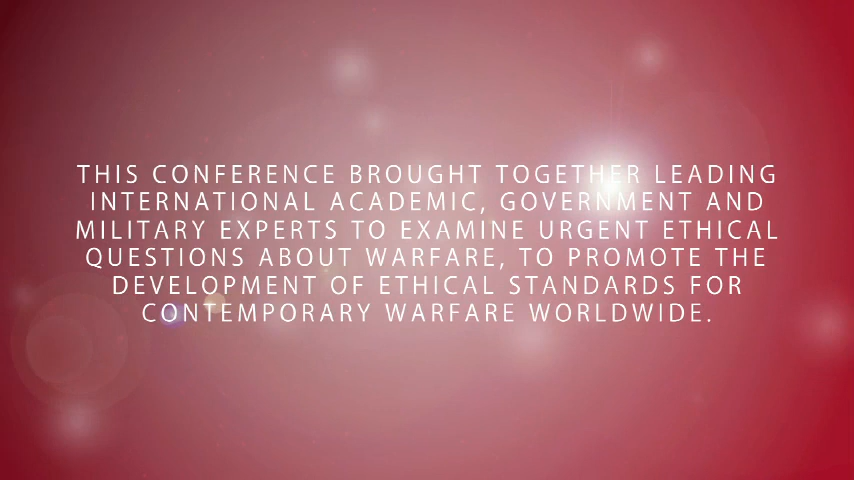 THIS CONFERENCE BROUGHT TOGETHER LEADING
INTERNATIONAL ACADEMIC, GOVERNMENT AND
MILITARY EXPERTS TO EXAMINE URGENT ETHICAL
QUESTIONS ABOUT WARFARE, TO PROMOTE THE
DEVELOPMENT OF ETHICAL STANDARDS FOR
CONTEMPORARY WARFARE WORLDWIDE.